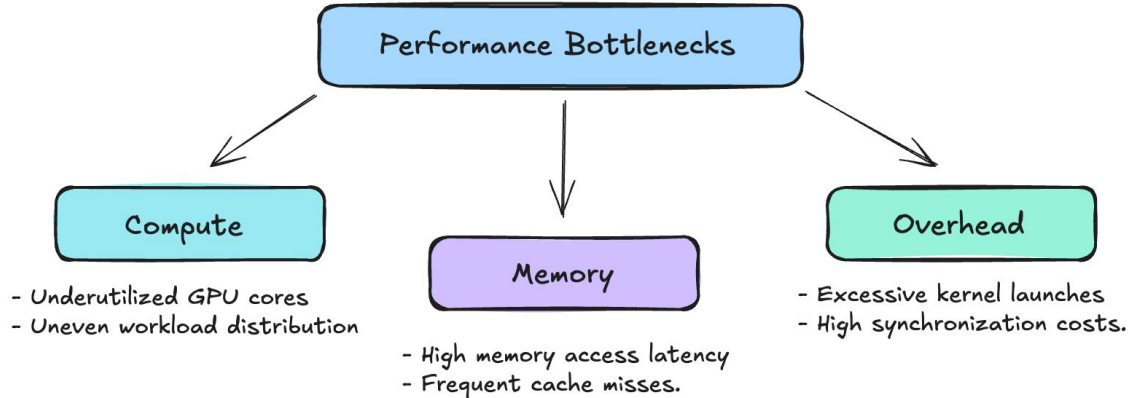 Performance Bottlenecks
Compute
- Underutilized GPU cores
- Uneven workload distribution
Memory
- High memory access latency
- Frequent cache misses.
Overhead
- Excessive kernel launches
- High synchronization costs.